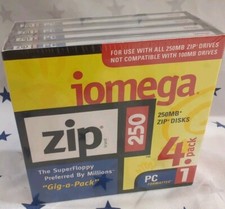 FOR USE WITH ALL 250MB ZIP DRIVES
NOT COMPATIBLE WITH 100MB DRIVES
iomega
zip
250
250MB
ZIP DISKS
The Superfloppy
Preferred By Millions
"Gig-a-Pack"
4.pack
PC
1